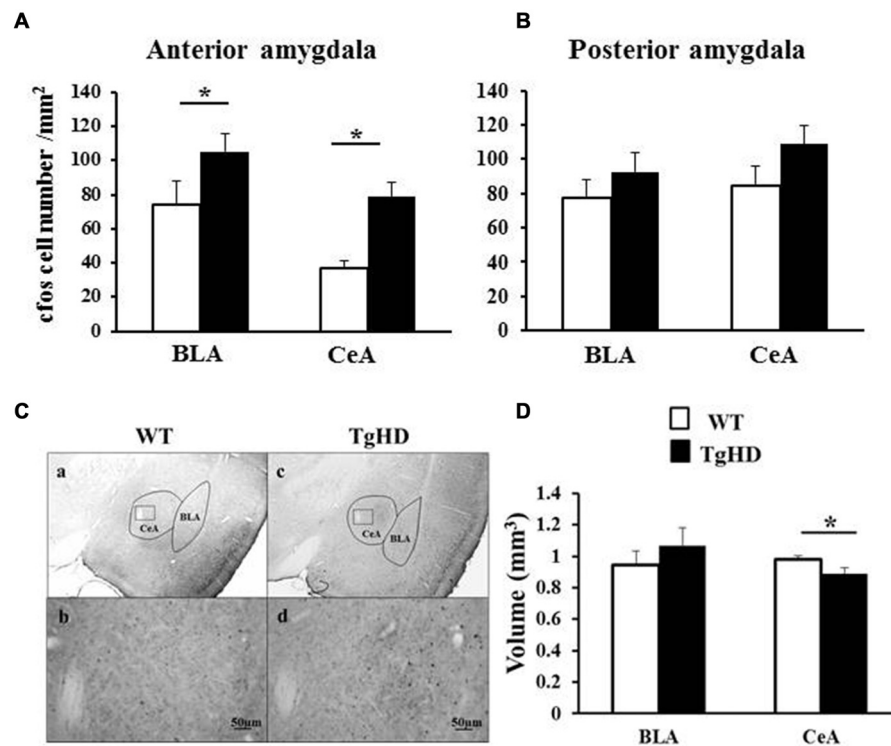 A
Anterior amygdala
cfos cell number /mm²
140
120
100
80
60
40
20
0
*
*
BLA
CeA
B
Posterior amygdala
140
120
100
80
60
40
20
0
BLA
CeA
C
WT
TgHD
a
CeA
BLA
c
CeA
BLA
b
50µm
d
50µm
D
WT
TgHD
Volume (mm³)
1.4
1.2
1
0.8
0.6
0.4
0.2
0
*
BLA
CeA